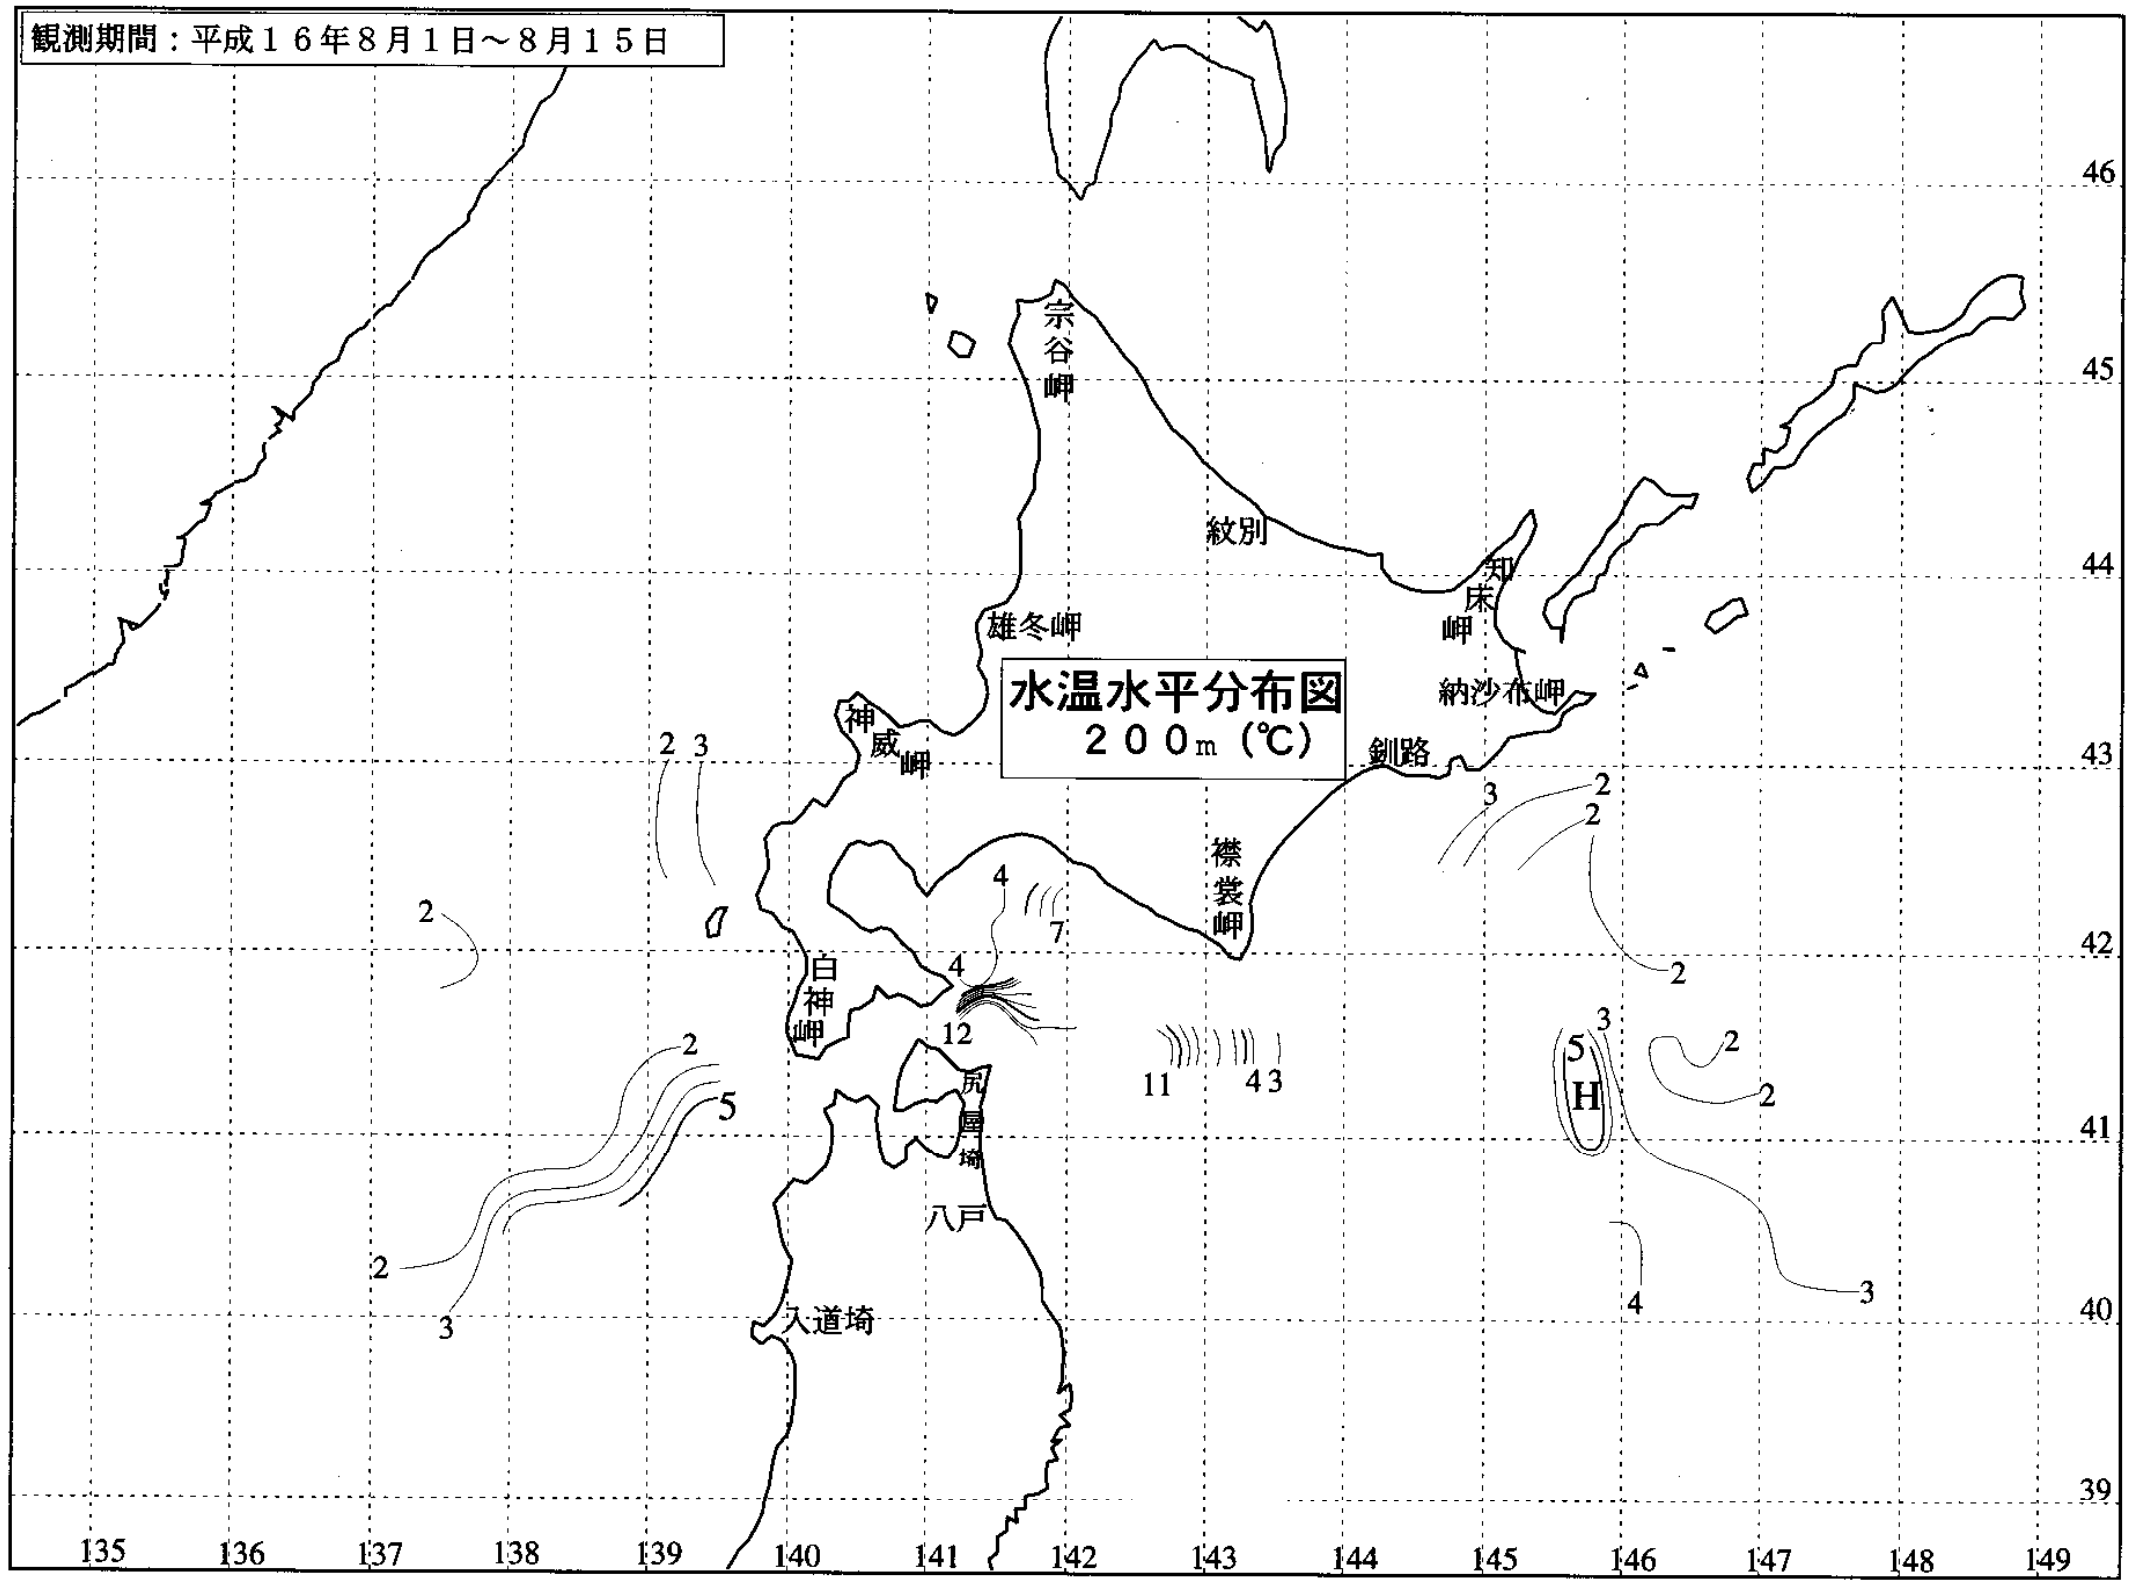 観測期間：平成１６年８月１日～８月１５日
46
宗谷岬
45
紋別
44
知床岬
雄冬岬
水温水平分布図
２００ｍ（℃）
納沙布岬
神威岬
釧路
43
2 3
3
2
2
襟裳岬
4
7
2
42
4
白神岬
2
12
3
5
H
2
2
11
4 3
2
5
2
尻屋埼
41
八戸
2
3
4
3
40
入道埼
39
135 136 137 138 139 140 141 142 143 144 145 146 147 148 149